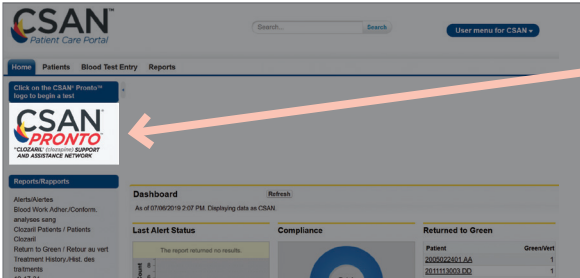 CSAN™
Patient Care Portal
Search...
Search
User menu for CSAN
Home Patients Blood Test Entry Reports
Click on the CSAN® Pronto™
logo to begin a test
CSAN™
PRONTO
"CLOZARIL® (clozapine) SUPPORT
AND ASSISTANCE NETWORK
Reports/Rapports
Alerts/Alertes
Blood Work Adher./Conform.
analyses sang
Clozaril Patients / Patients
Clozaril
Return to Green / Retour au vert
Treatment History./Hist. des
traitments
Dashboard
Refresh
As of 07/06/2019 2:07 PM. Displaying data as CSAN.
Last Alert Status
The report returned no results.
Count
Compliance
Returned to Green
Patient Green/Vert
2005022401 AA 1
2011113003 DD 1